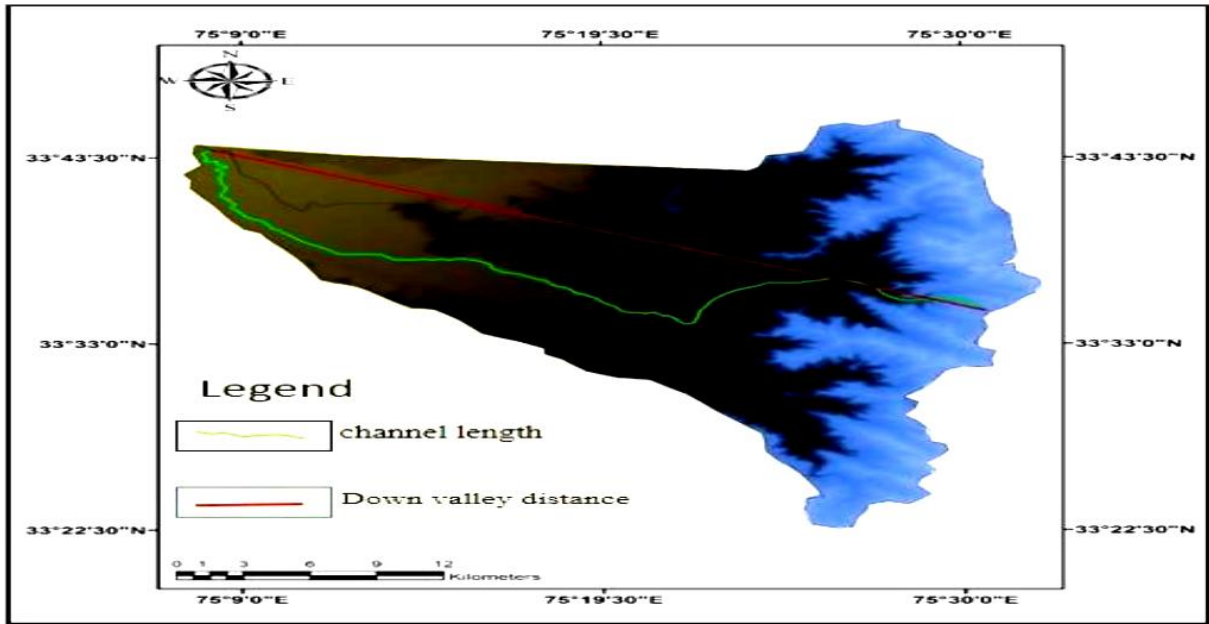 75°9'0"E 75°19'30"E 75°30'0"E
N
W E
S
33°43'30"N 33°43'30"N
33°33'0"N 33°33'0"N
Legend
channel length
Down valley distance
33°22'30"N 33°22'30"N
0 1 3 6 9 12
Kilometers
75°9'0"E 75°19'30"E 75°30'0"E